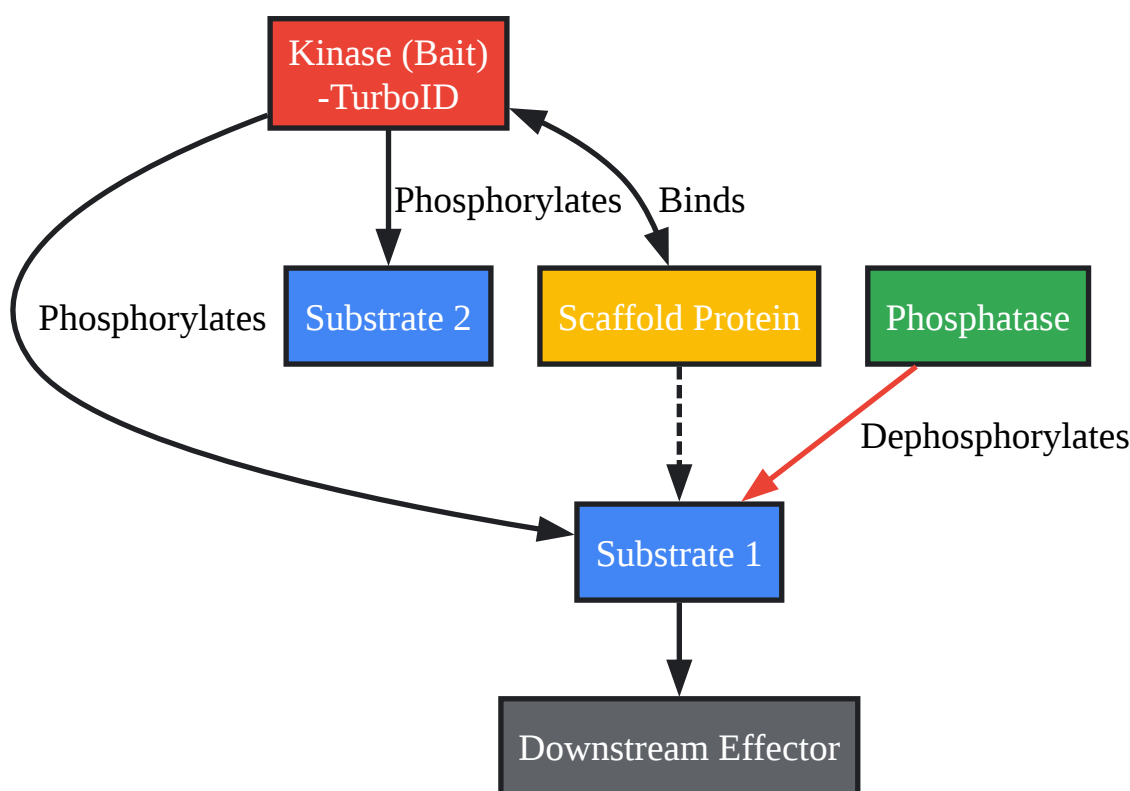 Kinase (Bait)
-TurboID
Phosphorylates
Binds
Phosphorylates
Substrate 2
Scaffold Protein
Phosphatase
Dephosphorylates
Substrate 1
Downstream Effector